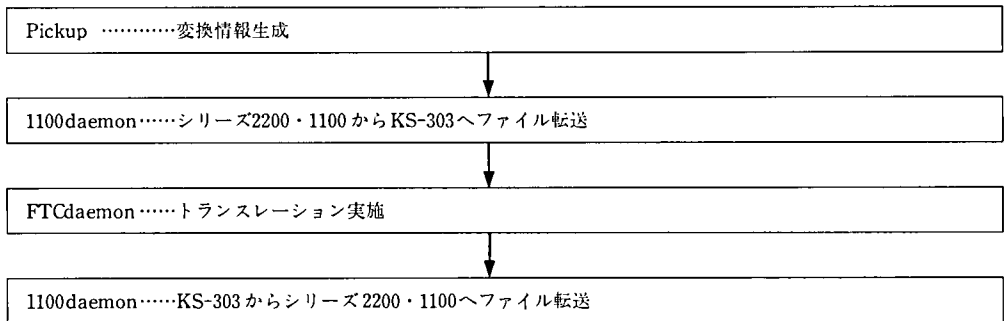 Pickup …………変換情報生成
1100daemon……シリーズ2200・1100からKS-303へファイル転送
FTCdaemon……トランスレーション実施
1100daemon……KS-303からシリーズ2200・1100へファイル転送